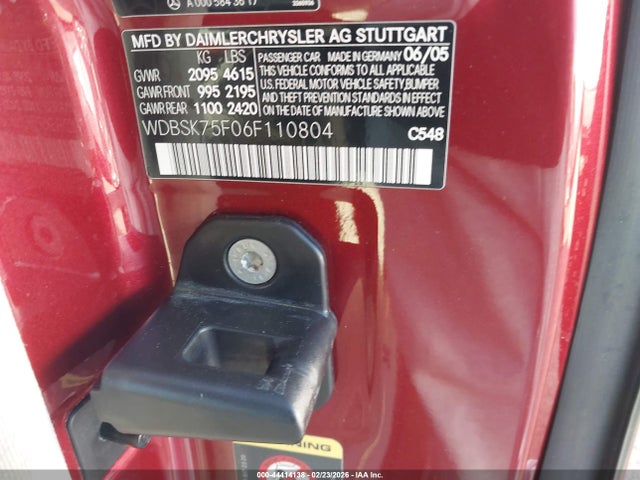 A 000 584 36 17
MFD BY DAIMLERCHRYSLER AG STUTTGART
KG LBS PASSENGER CAR MADE IN GERMANY 06/05
GVWR 2095 4615 THIS VEHICLE CONFORMS TO ALL APPLICABLE
GAWR FRONT 995 2195 U.S. FEDERAL MOTOR VEHICLE SAFETY, BUMPER
GAWR REAR 1100 2420 AND THEFT PREVENTION STANDARDS IN EFFECT
ON THE DATE OF MANUFACTURE SHOWN ABOVE
WDBSK75F06F110804
C548
000-44414138 - 02/23/2026 - IAA